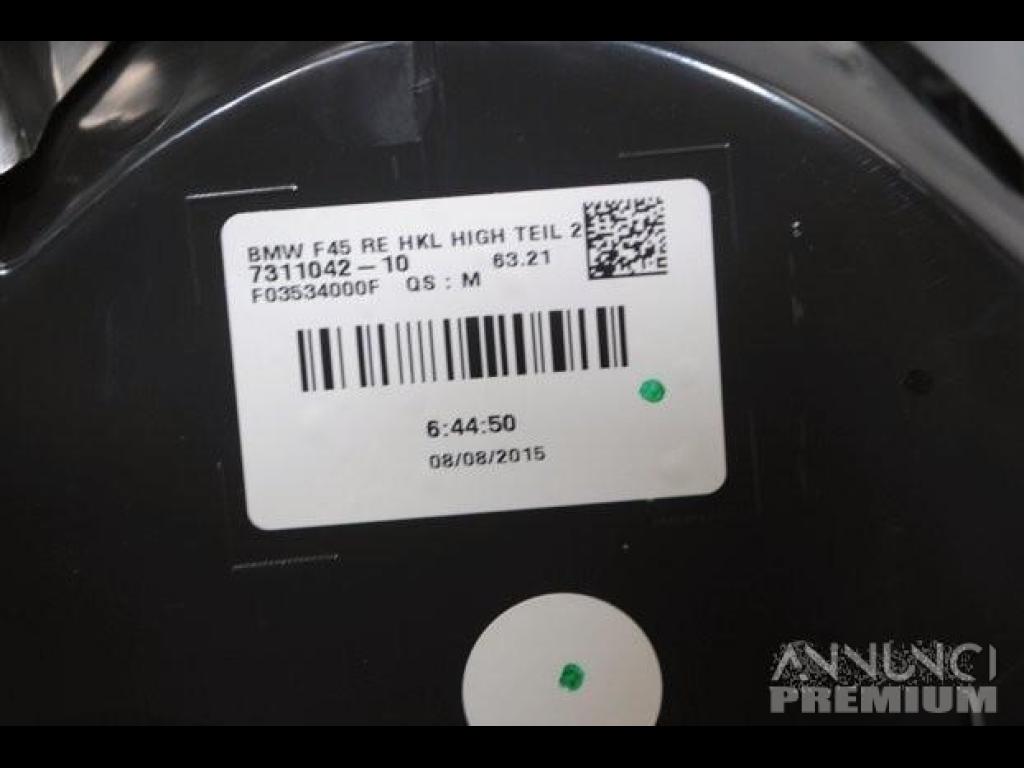 BMW F45 RE HKL HIGH TEIL 2
7311042-10 63.21
F03534000F QS : M
6:44:50
08/08/2015
ANNUNCI
PREMIUM